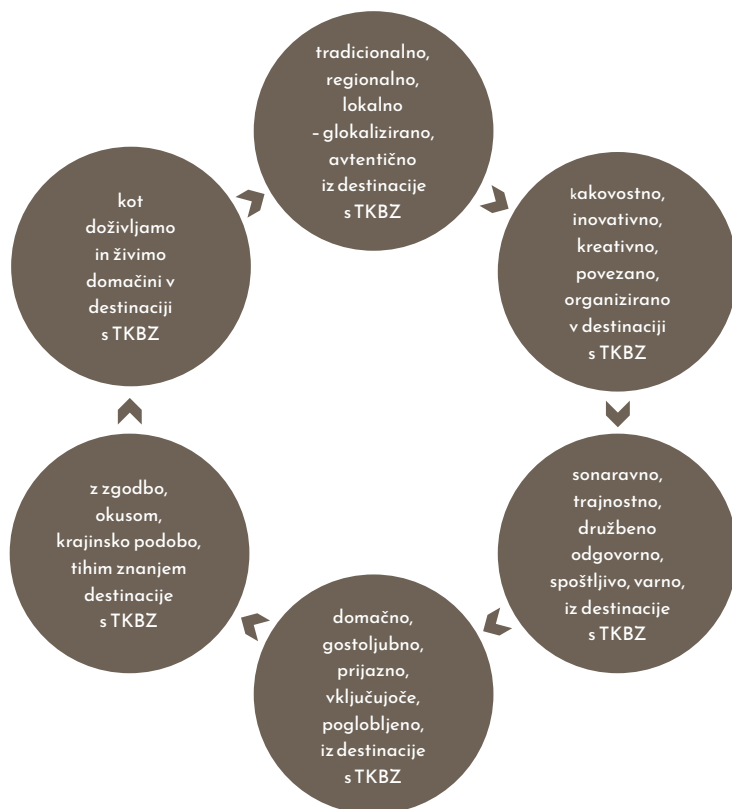 tradicionalno,
regionalno,
lokalno
– glokalizirano,
avtentično
iz destinacije
s TKBZ
kakovostno,
inovativno,
kreativno,
povezano,
organizirano
v destinaciji
s TKBZ
sonaravno,
trajnostno,
družbeno
odgovorno,
spoštljivo, varno,
iz destinacije
s TKBZ
domačno,
gostoljubno,
prijazno,
vključujoče,
poglobljeno,
iz destinacije
s TKBZ
z zgodbo,
okusom,
krajinsko podobo,
tihim znanjem
destinacije
s TKBZ
kot
doživljamo
in živimo
domačini v
destinaciji
s TKBZ